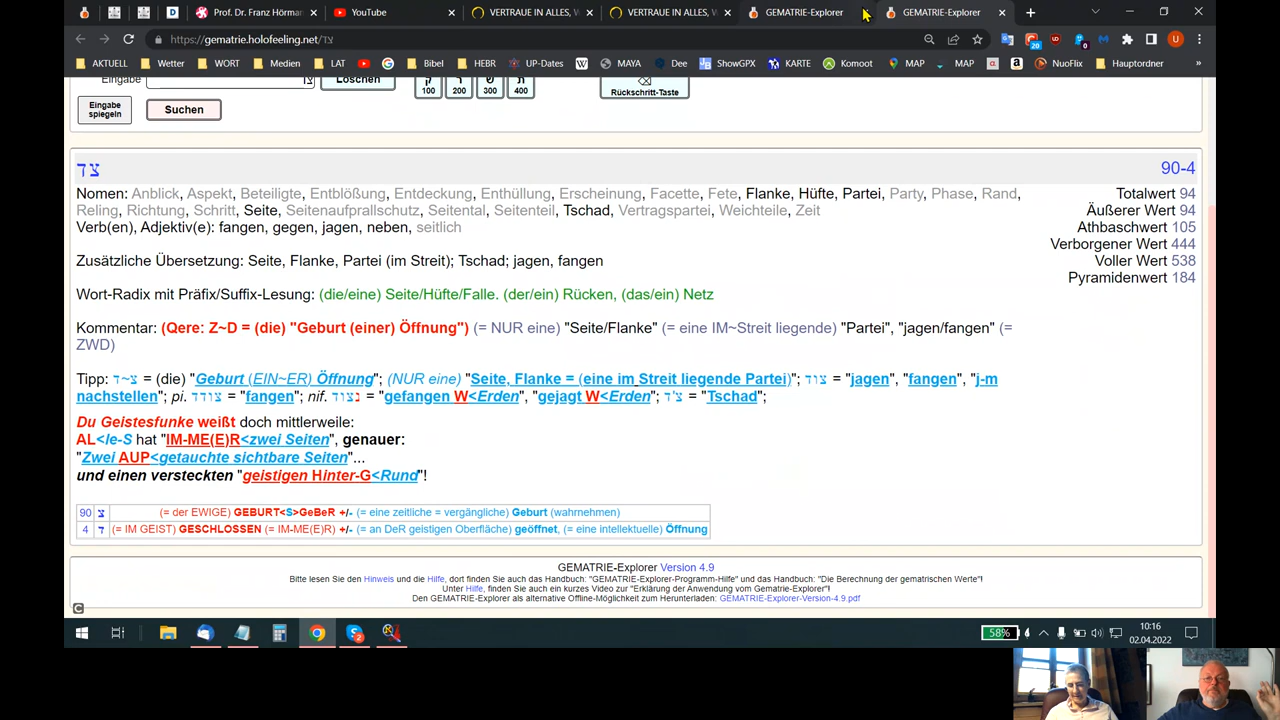 Prof. Dr. Franz Hörman
YouTube
VERTRAUE IN ALLES, W
VERTRAUE IN ALLES, W
GEMATRIE-Explorer
GEMATRIE-Explorer
https://gematrie.holofeeling.net/צד
AKTUELL Wetter WORT Medien LAT Bibel HEBR UP-Dates MAYA Dee ShowGPX KARTE Komoot MAP MAP NuoFlix Hauptordner
Eingabe צד Löschen ק ר ש ת
100 200 300 400
Rückschritt-Taste
Eingabe spiegeln
Suchen
צד 90-4
Nomen: Anblick, Aspekt, Beteiligte, Entblößung, Entdeckung, Enthüllung, Erscheinung, Facette, Fete, Flanke, Hüfte, Partei, Party, Phase, Rand,
Reling, Richtung, Schritt, Seite, Seitenaufprallschutz, Seitental, Seitenteil, Tschad, Vertragspartei, Weichteile, Zeit
Verb(en), Adjektiv(e): fangen, gegen, jagen, neben, seitlich
Totalwert 94
Äußerer Wert 94
Athbaschwert 105
Verborgener Wert 444
Voller Wert 538
Pyramidenwert 184
Zusätzliche Übersetzung: Seite, Flanke, Partei (im Streit); Tschad; jagen, fangen
Wort-Radix mit Präfix/Suffix-Lesung: (die/eine) Seite/Hüfte/Falle. (der/ein) Rücken, (das/ein) Netz
Kommentar: (Qere: Z~D = (die) "Geburt (einer) Öffnung") (= NUR eine) "Seite/Flanke" (= eine IM~Streit liegende) "Partei", "jagen/fangen" (=
ZWD)
Tipp: צ~ד = (die) "Geburt (EIN~ER) Öffnung"; (NUR eine) "Seite, Flanke = (eine im Streit liegende Partei)"; צוד = "jagen", "fangen", "j-m
nachstellen"; pi. צודד = "fangen"; nif. נצוד = "gefangen W<Erden", "gejagt W<Erden"; צ'ד = "Tschad";
Du Geistesfunke weißt doch mittlerweile:
AL<le-S hat "IM-ME(E)R<zwei Seiten", genauer:
"Zwei AUP<getauchte sichtbare Seiten"...
und einen versteckten "geistigen Hinter-G<Rund"!
90 צ (= der EWIGE) GEBURT<S>GeBeR +/- (= eine zeitliche = vergängliche) Geburt (wahrnehmen)
4 ד (= IM GEIST) GESCHLOSSEN (= IM-ME(E)R) +/- (= an DeR geistigen Oberfläche) geöffnet, (= eine intellektuelle) Öffnung
GEMATRIE-Explorer Version 4.9
Bitte lesen Sie den Hinweis und die Hilfe, dort finden Sie auch das Handbuch: "GEMATRIE-Explorer-Programm-Hilfe" und das Handbuch: "Die Berechnung der gematrischen Werte"!
Unter Hilfe, finden Sie auch ein kurzes Video zur "Erklärung der Anwendung vom Gematrie-Explorer"!
Den GEMATRIE-Explorer als alternative Offline-Möglichkeit zum Herunterladen: GEMATRIE-Explorer-Version-4.9.pdf
58%
10:16
02.04.2022